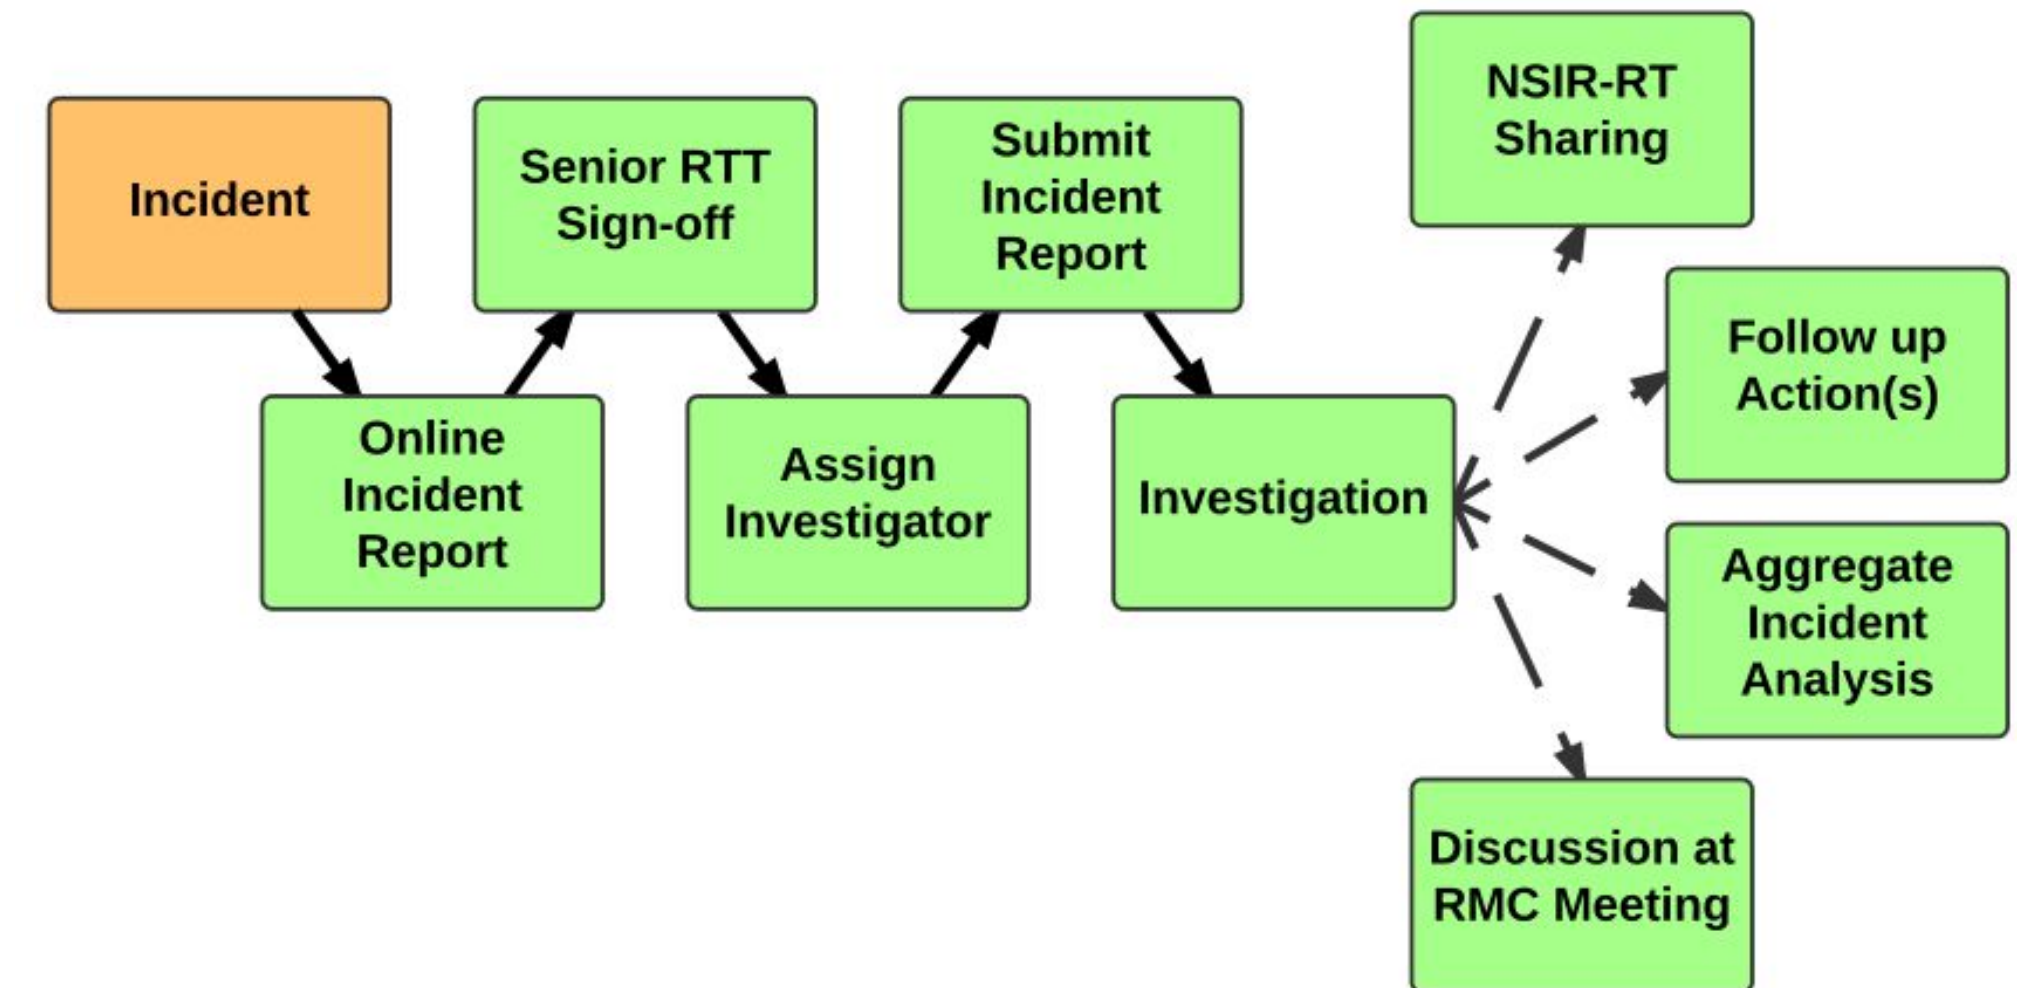 Incident
Online
Incident
Report
Senior RTT
Sign-off
Assign
Investigator
Submit
Incident
Report
Investigation
NSIR-RT
Sharing
Follow up
Action(s)
Aggregate
Incident
Analysis
Discussion at
RMC Meeting